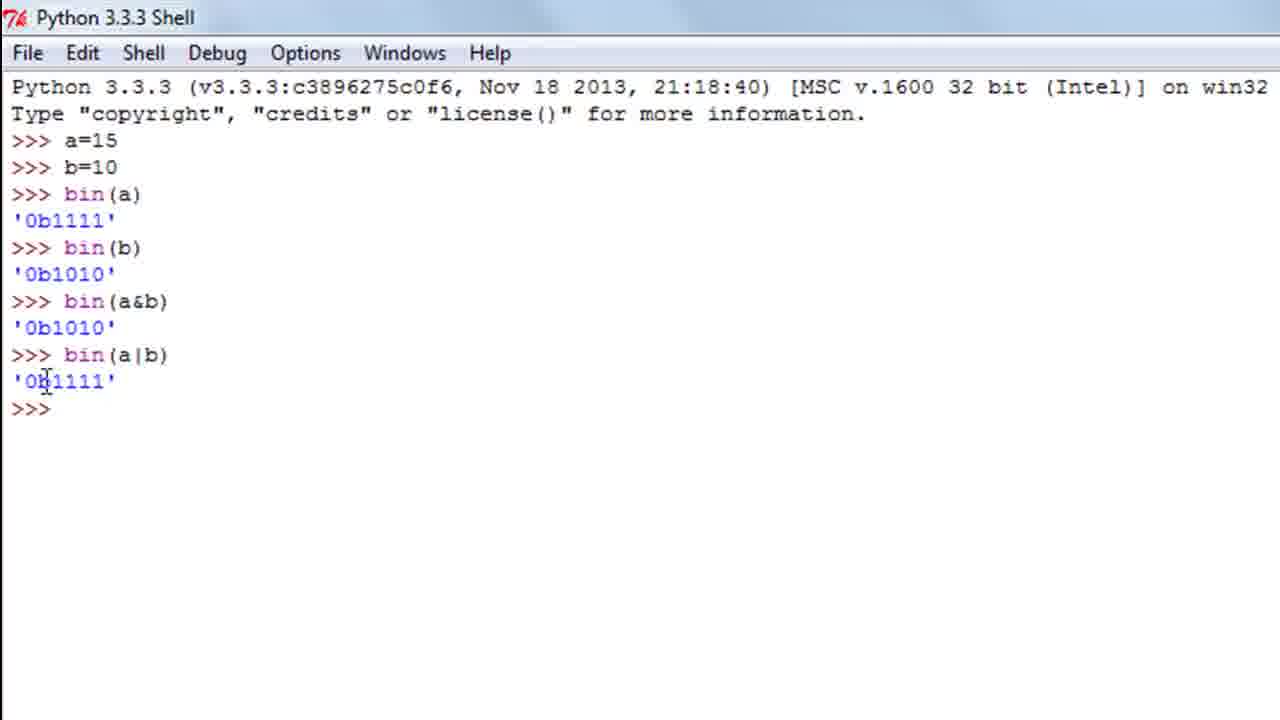 Python 3.3.3 Shell
File Edit Shell Debug Options Windows Help
Python 3.3.3 (v3.3.3:c3896275c0f6, Nov 18 2013, 21:18:40) [MSC v.1600 32 bit (Intel)] on win32
Type "copyright", "credits" or "license()" for more information.
>>> a=15
>>> b=10
>>> bin(a)
'0b1111'
>>> bin(b)
'0b1010'
>>> bin(a&b)
'0b1010'
>>> bin(a|b)
'0b1111'
>>>